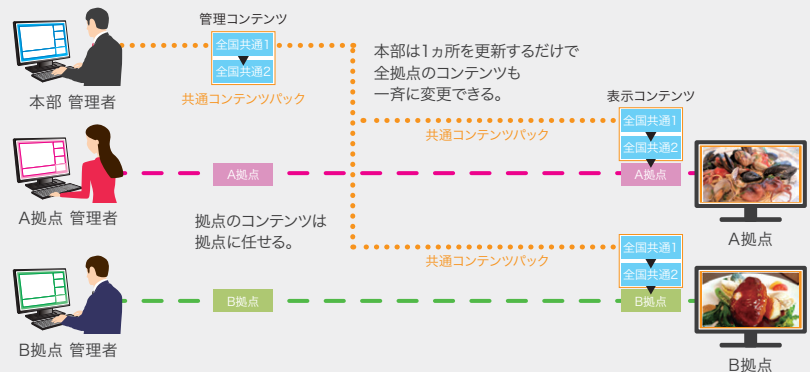 管理コンテンツ
全国共通1
全国共通2
共通コンテンツパック
本部 管理者
本部は1ヵ所を更新するだけで
全拠点のコンテンツも
一斉に変更できる。
表示コンテンツ
共通コンテンツパック
全国共通1
全国共通2
A拠点
A拠点
A拠点 管理者
A拠点
拠点のコンテンツは
拠点に任せる。
共通コンテンツパック
全国共通1
全国共通2
B拠点
B拠点
B拠点 管理者
B拠点